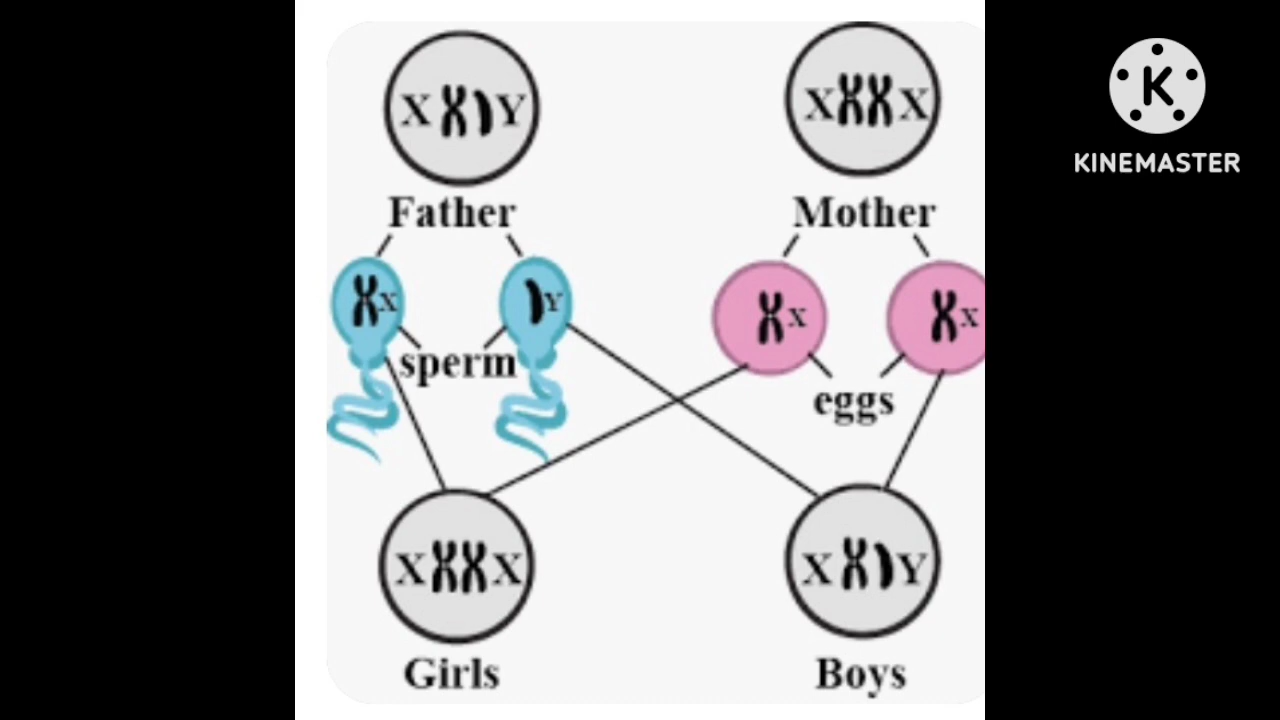 X Y
X X
K
KINEMASTER
Father
Mother
X
Y
X
X
sperm
eggs
X X
X Y
Girls
Boys